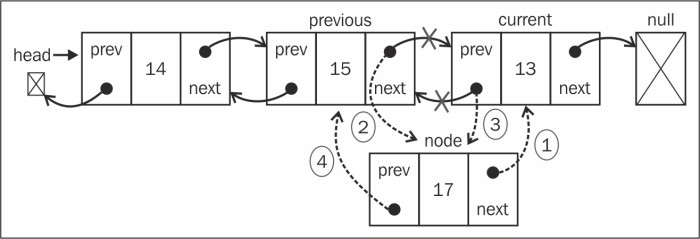 previous current null
head prev 14 next prev 15 next prev 13 next
2 3 1
4 node
prev 17 next